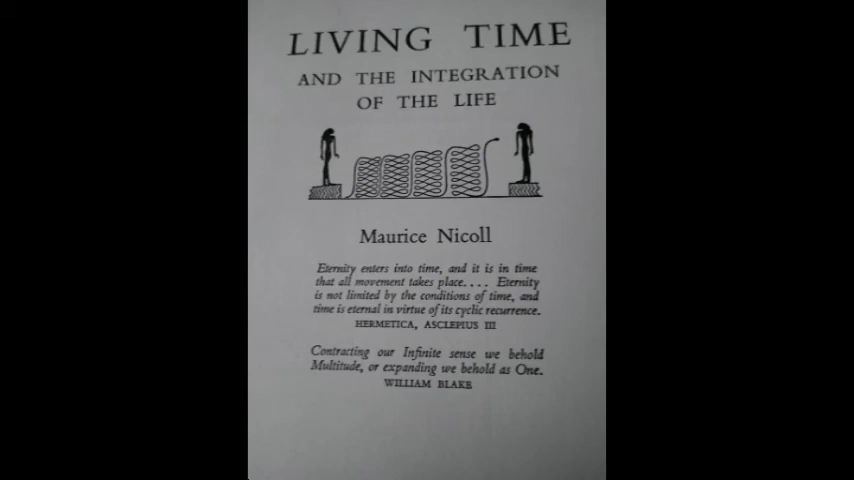 LIVING TIME
AND THE INTEGRATION
OF THE LIFE
Maurice Nicoll
Eternity enters into time, and it is in time
that all movement takes place.... Eternity
is not limited by the conditions of time, and
time is eternal in virtue of its cyclic recurrence.
HERMETICA, ASCLEPIUS III
Contracting our Infinite sense we behold
Multitude, or expanding we behold as One.
WILLIAM BLAKE